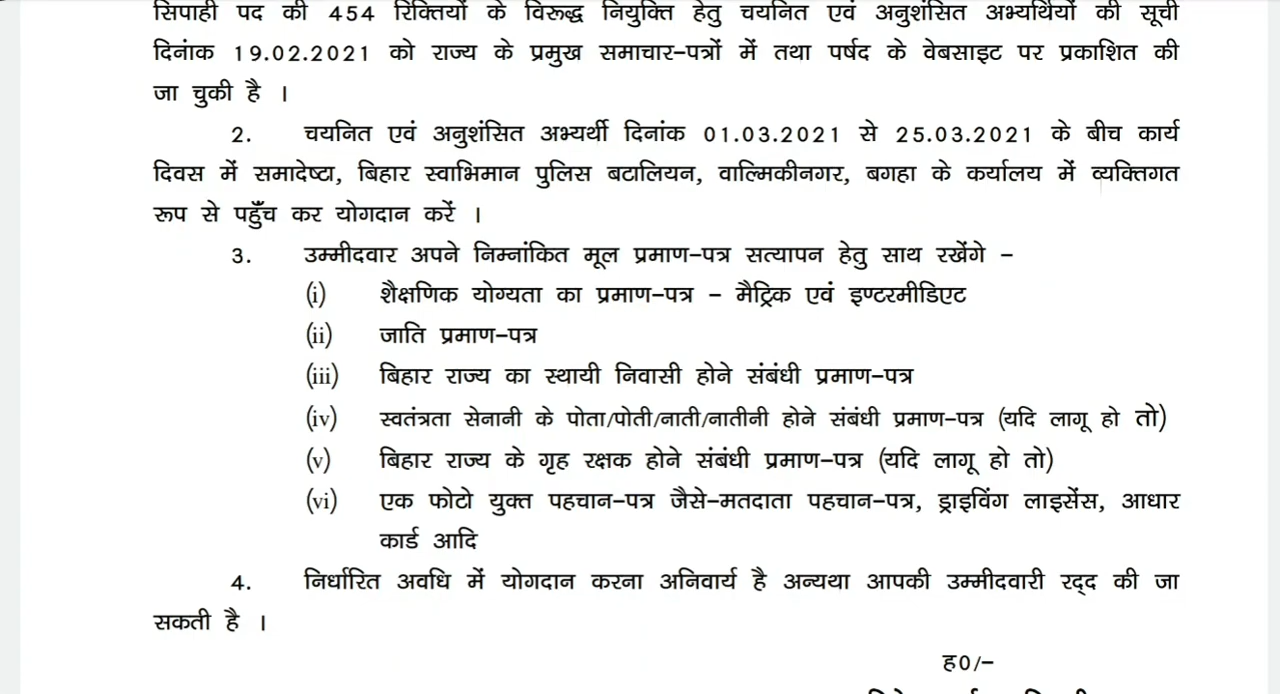 सिपाही पद की 454 रिक्तियों के विरूद्ध नियुक्ति हेतु चयनित एवं अनुशंसित अभ्यर्थियों की सूची
दिनांक 19.02.2021 को राज्य के प्रमुख समाचार-पत्रों में तथा पर्षद के वेबसाइट पर प्रकाशित की
जा चुकी है ।
2. चयनित एवं अनुशंसित अभ्यर्थी दिनांक 01.03.2021 से 25.03.2021 के बीच कार्य
दिवस में समादेष्टा, बिहार स्वाभिमान पुलिस बटालियन, वाल्मिकीनगर, बगहा के कर्यालय में व्यक्तिगत
रूप से पहुँच कर योगदान करें ।
3. उम्मीदवार अपने निम्नांकित मूल प्रमाण-पत्र सत्यापन हेतु साथ रखेंगे –
(i) शैक्षणिक योग्यता का प्रमाण-पत्र – मैट्रिक एवं इण्टरमीडिएट
(ii) जाति प्रमाण-पत्र
(iii) बिहार राज्य का स्थायी निवासी होने संबंधी प्रमाण-पत्र
(iv) स्वतंत्रता सेनानी के पोता/पोती/नाती/नातीनी होने संबंधी प्रमाण-पत्र (यदि लागू हो तो)
(v) बिहार राज्य के गृह रक्षक होने संबंधी प्रमाण-पत्र (यदि लागू हो तो)
(vi) एक फोटो युक्त पहचान-पत्र जैसे-मतदाता पहचान-पत्र, ड्राइविंग लाइसेंस, आधार
कार्ड आदि
4. निर्धारित अवधि में योगदान करना अनिवार्य है अन्यथा आपकी उम्मीदवारी रद्द की जा
सकती है ।
ह0/-